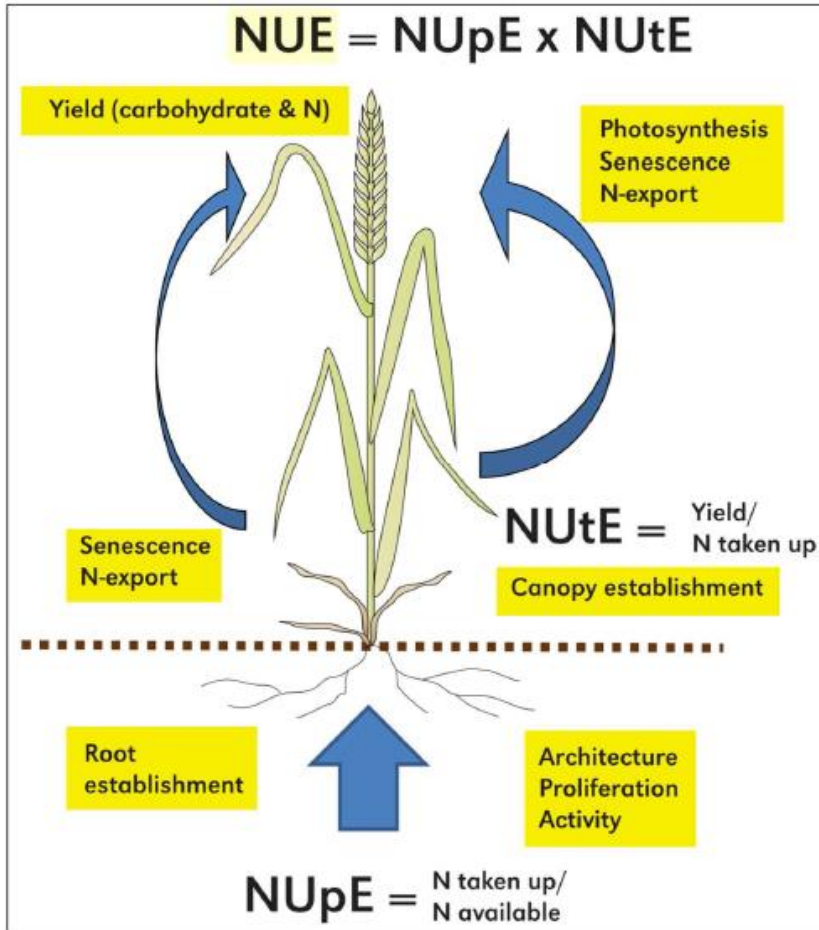 NUE = NUpE x NUtE
Yield (carbohydrate & N)
Photosynthesis
Senescence
N-export
NUtE = Yield/
N taken up
Senescence
N-export
Canopy establishment
Root
establishment
Architecture
Proliferation
Activity
NUpE = N taken up/
N available